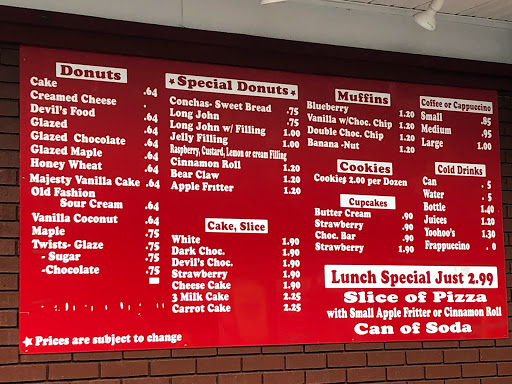 Donuts
Cake .64
Creamed Cheese .
Devil's Food .64
Glazed .64
Glazed Chocolate .64
Glazed Maple .64
Honey Wheat .64
Majesty Vanilla Cake .64
Old Fashion
Sour Cream .64
Vanilla Coconut .64
Maple .75
Twists- Glaze .75
- Sugar .75
-Chocolate .75
★ Prices are subject to change
★ Special Donuts ★
Conchas- Sweet Bread .75
Long John .75
Long John w/ Filling 1.00
Jelly Filling 1.00
Raspberry, Custard, Lemon or cream Filling
Cinnamon Roll 1.20
Bear Claw 1.20
Apple Fritter 1.20
Cake, Slice
White 1.90
Dark Choc. 1.90
Devil's Choc. 1.90
Strawberry 1.90
Cheese Cake 1.90
3 Milk Cake 2.25
Carrot Cake 2.25
Muffins
Blueberry 1.20
Vanilla w/Choc. Chip 1.20
Double Choc. Chip 1.20
Banana -Nut 1.20
Cookies
Cookies 2.00 per Dozen
Cupcakes
Butter Cream .90
Strawberry .90
Choc. Bar .90
Strawberry 1.90
Coffee or Cappuccino
Small .95
Medium .95
Large 1.00
Cold Drinks
Can . 5
Water . 5
Bottle 1.40
Juices 1.20
Yoohoo's 1.30
Frappuccino . 0
Lunch Special Just 2.99
Slice of Pizza
with Small Apple Fritter or Cinnamon Roll
Can of Soda